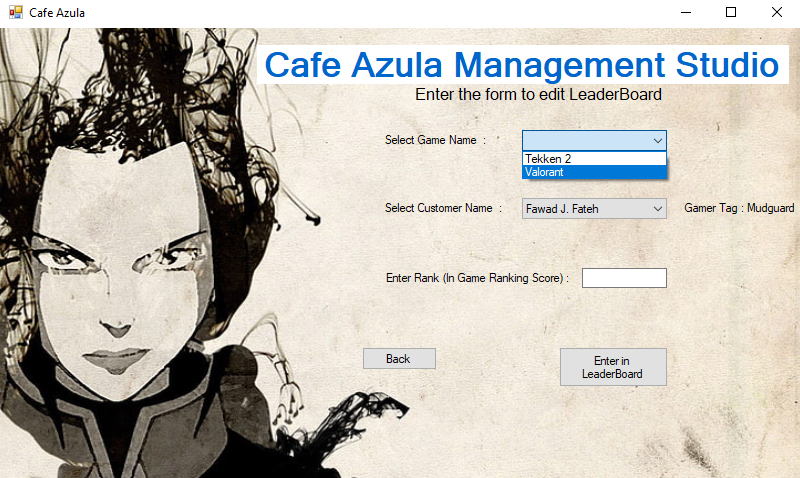 Cafe Azula
Cafe Azula Management Studio
Enter the form to edit LeaderBoard
Select Game Name :
Tekken 2
Valorant
Select Customer Name : Fawad J. Fateh Gamer Tag : Mudguard
Enter Rank (In Game Ranking Score) :
Back
Enter in
LeaderBoard